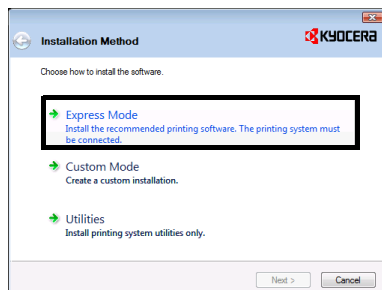 Installation Method
KYOCERA
Choose how to install the software.
Express Mode
Install the recommended printing software. The printing system must
be connected.
Custom Mode
Create a custom installation.
Utilities
Install printing system utilities only.
Next >
Cancel